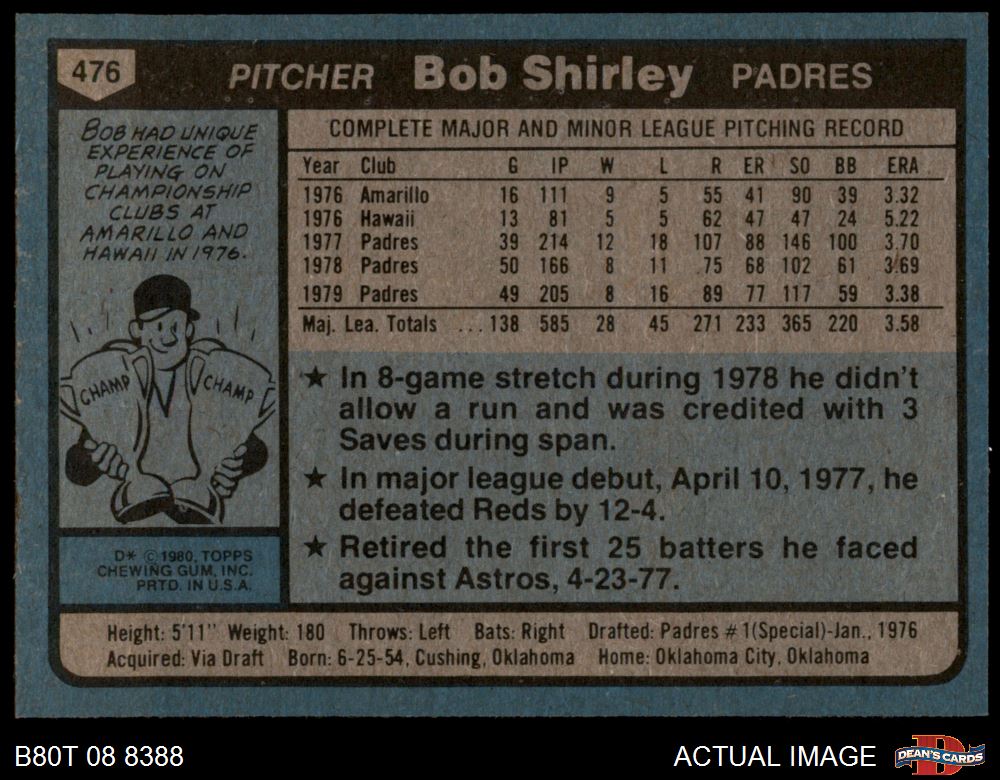 476
PITCHER Bob Shirley PADRES
BOB HAD UNIQUE
EXPERIENCE OF
PLAYING ON
CHAMPIONSHIP
CLUBS AT
AMARILLO AND
HAWAII IN 1976.
CHAMP CHAMP
D* © 1980, TOPPS
CHEWING GUM, INC.
PRTD. IN U.S.A.
COMPLETE MAJOR AND MINOR LEAGUE PITCHING RECORD
Year Club G IP W L R ER SO BB ERA
1976 Amarillo 16 111 9 5 55 41 90 39 3.32
1976 Hawaii 13 81 5 5 62 47 47 24 5.22
1977 Padres 39 214 12 18 107 88 146 100 3.70
1978 Padres 50 166 8 11 75 68 102 61 3.69
1979 Padres 49 205 8 16 89 77 117 59 3.38
Maj. Lea. Totals ...138 585 28 45 271 233 365 220 3.58
★ In 8-game stretch during 1978 he didn't
allow a run and was credited with 3
Saves during span.
★ In major league debut, April 10, 1977, he
defeated Reds by 12-4.
★ Retired the first 25 batters he faced
against Astros, 4-23-77.
Height: 5'11" Weight: 180 Throws: Left Bats: Right Drafted: Padres #1(Special)-Jan., 1976
Acquired: Via Draft Born: 6-25-54, Cushing, Oklahoma Home: Oklahoma City, Oklahoma
B80T 08 8388
ACTUAL IMAGE
D
DEAN'S CARDS